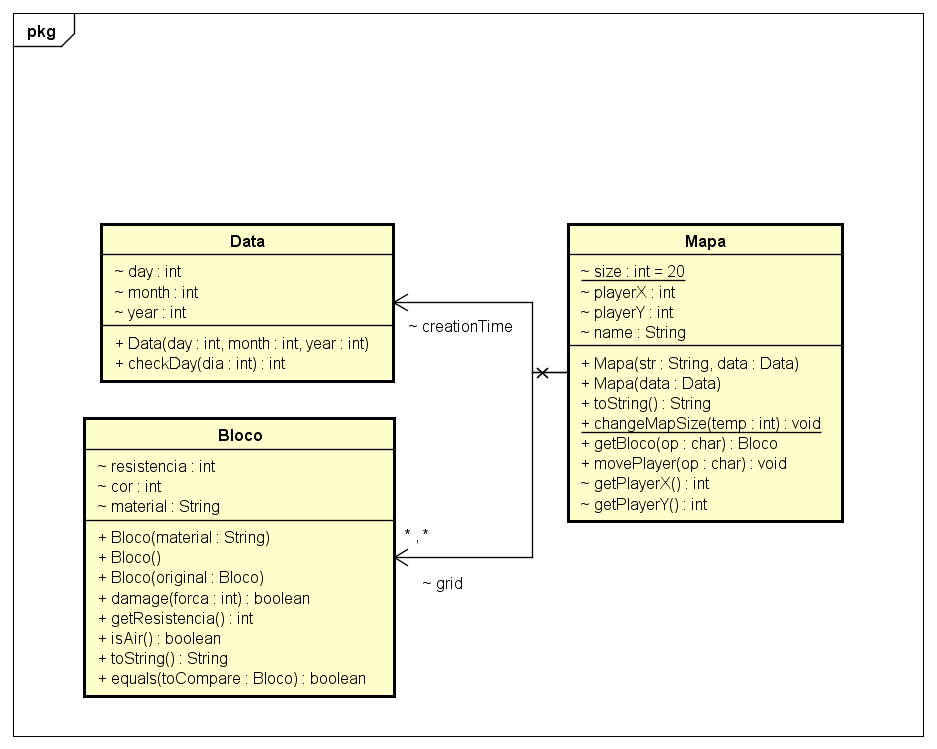 pkg
Data
~ day : int
~ month : int
~ year : int
+ Data(day : int, month : int, year : int)
+ checkDay(dia : int) : int
Mapa
~ size : int = 20
~ playerX : int
~ playerY : int
~ name : String
+ Mapa(str : String, data : Data)
+ Mapa(data : Data)
+ toString() : String
+ changeMapSize(temp : int) : void
+ getBloco(op : char) : Bloco
+ movePlayer(op : char) : void
~ getPlayerX() : int
~ getPlayerY() : int
~ creationTime
Bloco
~ resistencia : int
~ cor : int
~ material : String
+ Bloco(material : String)
+ Bloco()
+ Bloco(original : Bloco)
+ damage(forca : int) : boolean
+ getResistencia() : int
+ isAir() : boolean
+ toString() : String
+ equals(toCompare : Bloco) : boolean
* , *
~ grid